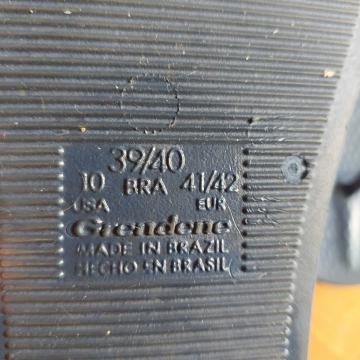 39/40
10 BRA 41/42
USA EUR
Grendene
MADE IN BRAZIL
HECHO EN BRASIL